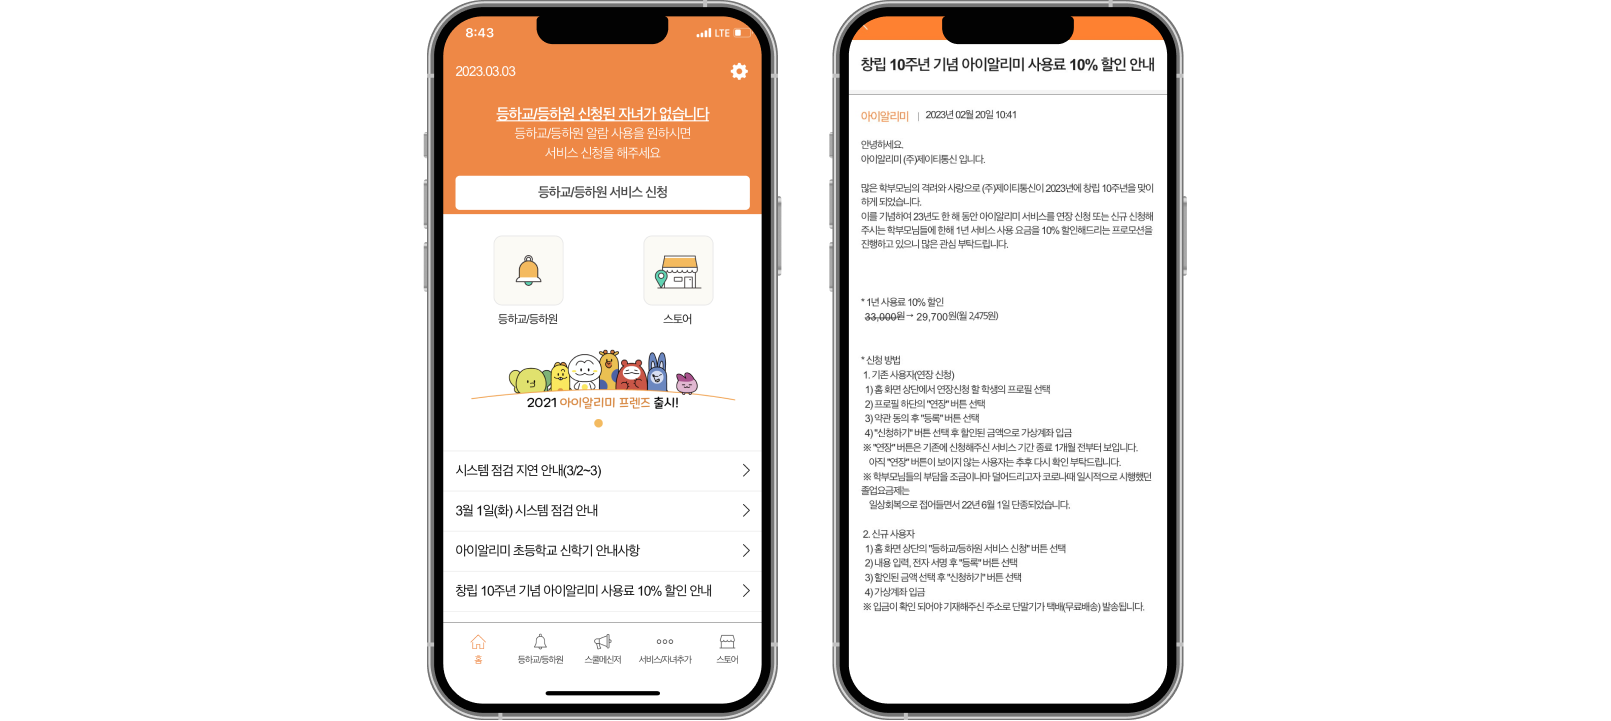 8:43
LTE
2023.03.03
등하교/등하원 신청된 자녀가 없습니다
등하교/등하원 알람 사용을 원하시면
서비스 신청을 해주세요
등하교/등하원 서비스 신청
등하교/등하원
스토어
2021 아이알리미 프렌즈 출시!
시스템 점검 지연 안내(3/2~3)
3월 1일(화) 시스템 점검 안내
아이알리미 초등학교 신학기 안내사항
창립 10주년 기념 아이알리미 사용료 10% 할인 안내
홈
등하교/등하원
스쿨메신저
서비스/자녀추가
스토어
창립 10주년 기념 아이알리미 사용료 10% 할인 안내
아이알리미 | 2023년 02월 20일 10:41
안녕하세요.
아이알리미 (주)제이티통신 입니다.
많은 학부모님의 격려와 사랑으로 (주)제이티통신이 2023년에 창립 10주년을 맞이
하게 되었습니다.
이를 기념하여 23년도 한 해 동안 아이알리미 서비스를 연장 신청 또는 신규 신청해
주시는 학부모님들에 한해 1년 서비스 사용 요금을 10% 할인해드리는 프로모션을
진행하고 있으니 많은 관심 부탁드립니다.
* 1년 사용료 10% 할인
33,000원→ 29,700원(월 2,475원)
* 신청 방법
1. 기존 사용자(연장 신청)
1) 홈 화면 상단에서 연장신청 할 학생의 프로필 선택
2) 프로필 하단의 "연장" 버튼 선택
3) 약관 동의 후 "등록" 버튼 선택
4) "신청하기" 버튼 선택 후 할인된 금액으로 가상계좌 입금
※ "연장" 버튼은 기존에 신청해주신 서비스 기간 종료 1개월 전부터 보입니다.
아직 "연장" 버튼이 보이지 않는 사용자는 추후 다시 확인 부탁드립니다.
※ 학부모님들의 부담을 조금이나마 덜어드리고자 코로나때 일시적으로 시행했던
졸업요금제는
일상회복으로 접어들면서 22년 6월 1일 단종되었습니다.
2. 신규 사용자
1) 홈 화면 상단의 "등하교/등하원 서비스 신청" 버튼 선택
2) 내용 입력, 전자 서명 후 "등록" 버튼 선택
3) 할인된 금액 선택 후 "신청하기" 버튼 선택
4) 가상계좌 입금
※ 입금이 확인 되어야 기재해주신 주소로 단말기가 택배(무료배송) 발송됩니다.